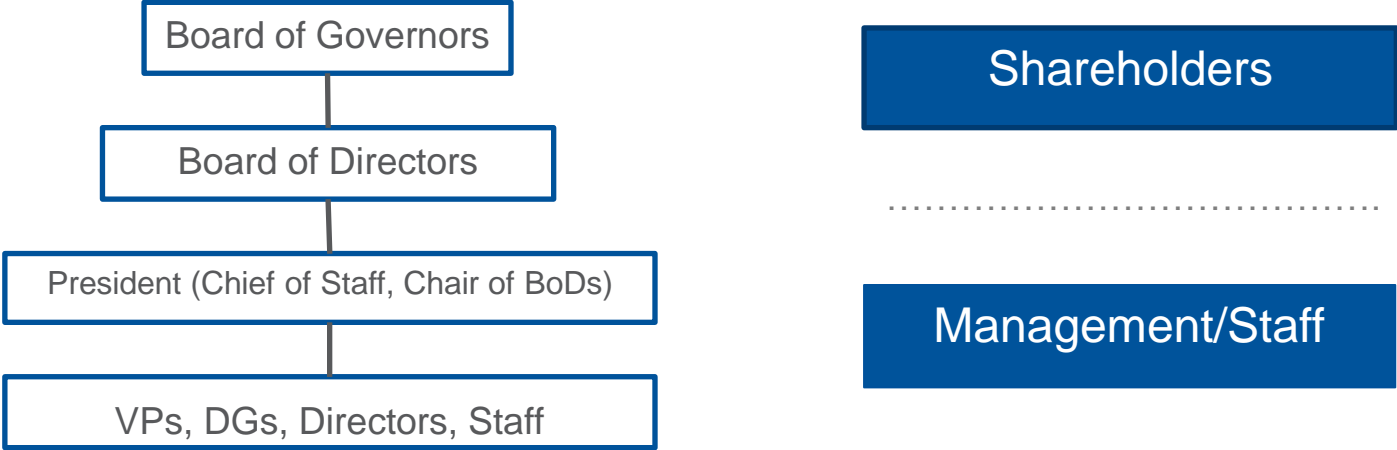 Board of Governors
Board of Directors
President (Chief of Staff, Chair of BoDs)
VPs, DGs, Directors, Staff
Shareholders
Management/Staff